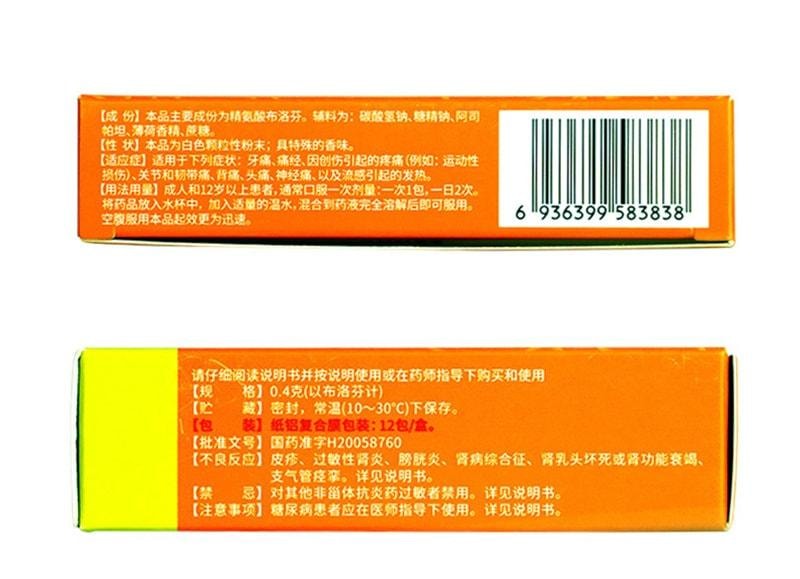 【成 份】本品主要成份为精氨酸布洛芬。辅料为：碳酸氢钠、糖精钠、阿司
帕坦、薄荷香精、蔗糖。
【性 状】本品为白色颗粒性粉末；具特殊的香味。
【适应症】适用于下列症状：牙痛、痛经、因创伤引起的疼痛（例如：运动性
损伤）、关节和韧带痛、背痛、头痛、神经痛、以及流感引起的发热。
【用法用量】成人和12岁以上患者，通常口服一次剂量：一次1包，一日2次。
将药品放入水杯中，加入适量的温水，混合到药液完全溶解后即可服用。
空腹服用本品起效更为迅速。
6 936399 583838
请仔细阅读说明书并按说明使用或在药师指导下购买和使用
【规 格】0.4克(以布洛芬计)
【贮 藏】密封，常温(10～30℃)下保存。
【包 装】纸铝复合膜包装：12包/盒。
【批准文号】国药准字H20058760
【不良反应】皮疹、过敏性肾炎、膀胱炎、肾病综合征、肾乳头坏死或肾功能衰竭、
支气管痉挛。详见说明书。
【禁 忌】对其他非甾体抗炎药过敏者禁用。详见说明书。
【注意事项】糖尿病患者应在医师指导下使用。详见说明书。